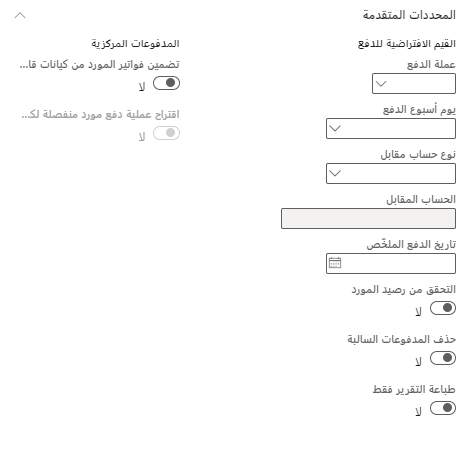 المحددات المتقدمة
القيم الافتراضية للدفع
عملة الدفع
يوم أسبوع الدفع
نوع حساب مقابل
الحساب المقابل
تاريخ الدفع الملخّص
التحقق من رصيد المورد
لا
حذف المدفوعات السالبة
لا
طباعة التقرير فقط
لا
المدفوعات المركزية
تضمين فواتير المورد من كيانات قا...
لا
اقتراح عملية دفع مورد منفصلة لكـ...
لا